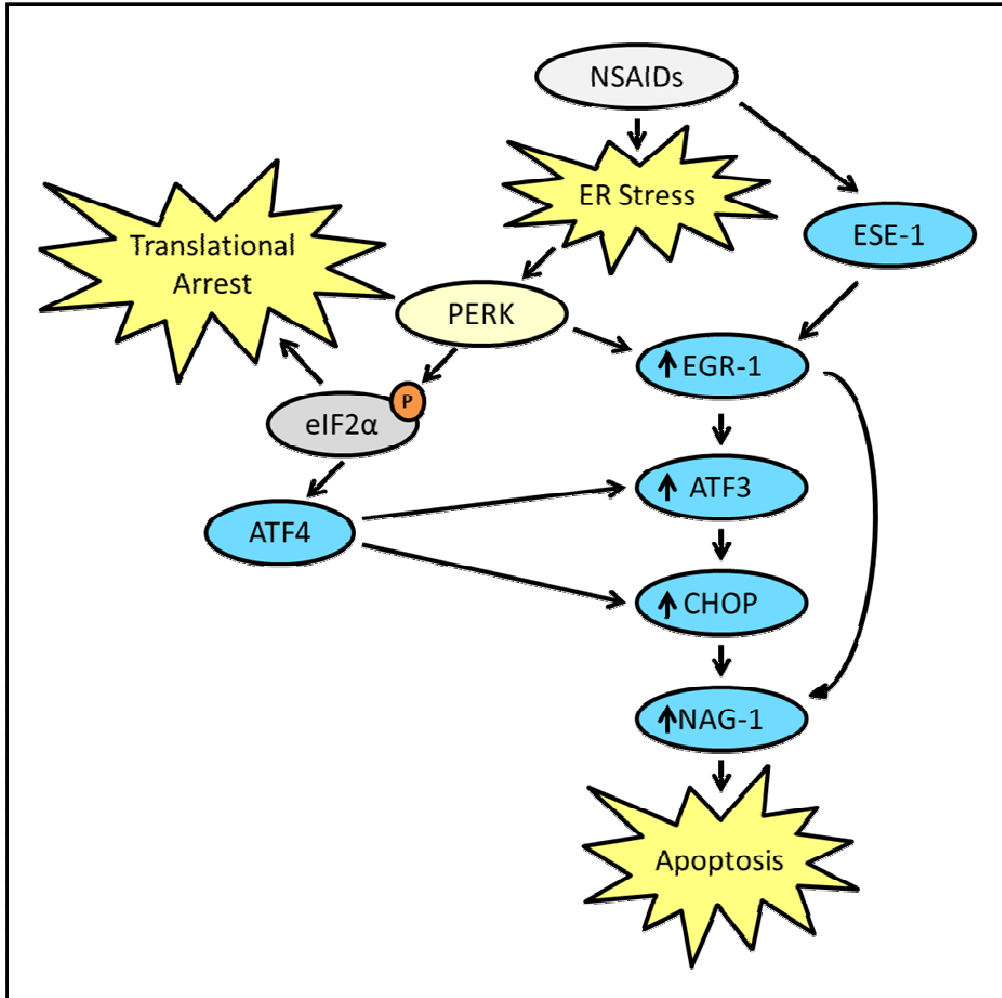 NSAIDs
ER Stress
ESE-1
Translational
Arrest
PERK
EGR-1
P
eIF2α
ATF3
ATF4
CHOP
NAG-1
Apoptosis